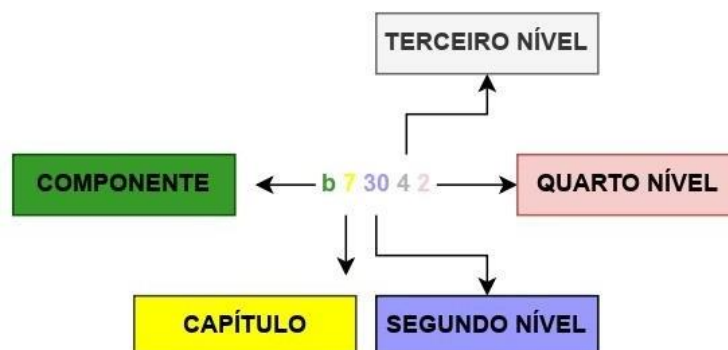 TERCEIRO NÍVEL
COMPONENTE
b 7 30 4 2
QUARTO NÍVEL
CAPÍTULO
SEGUNDO NÍVEL